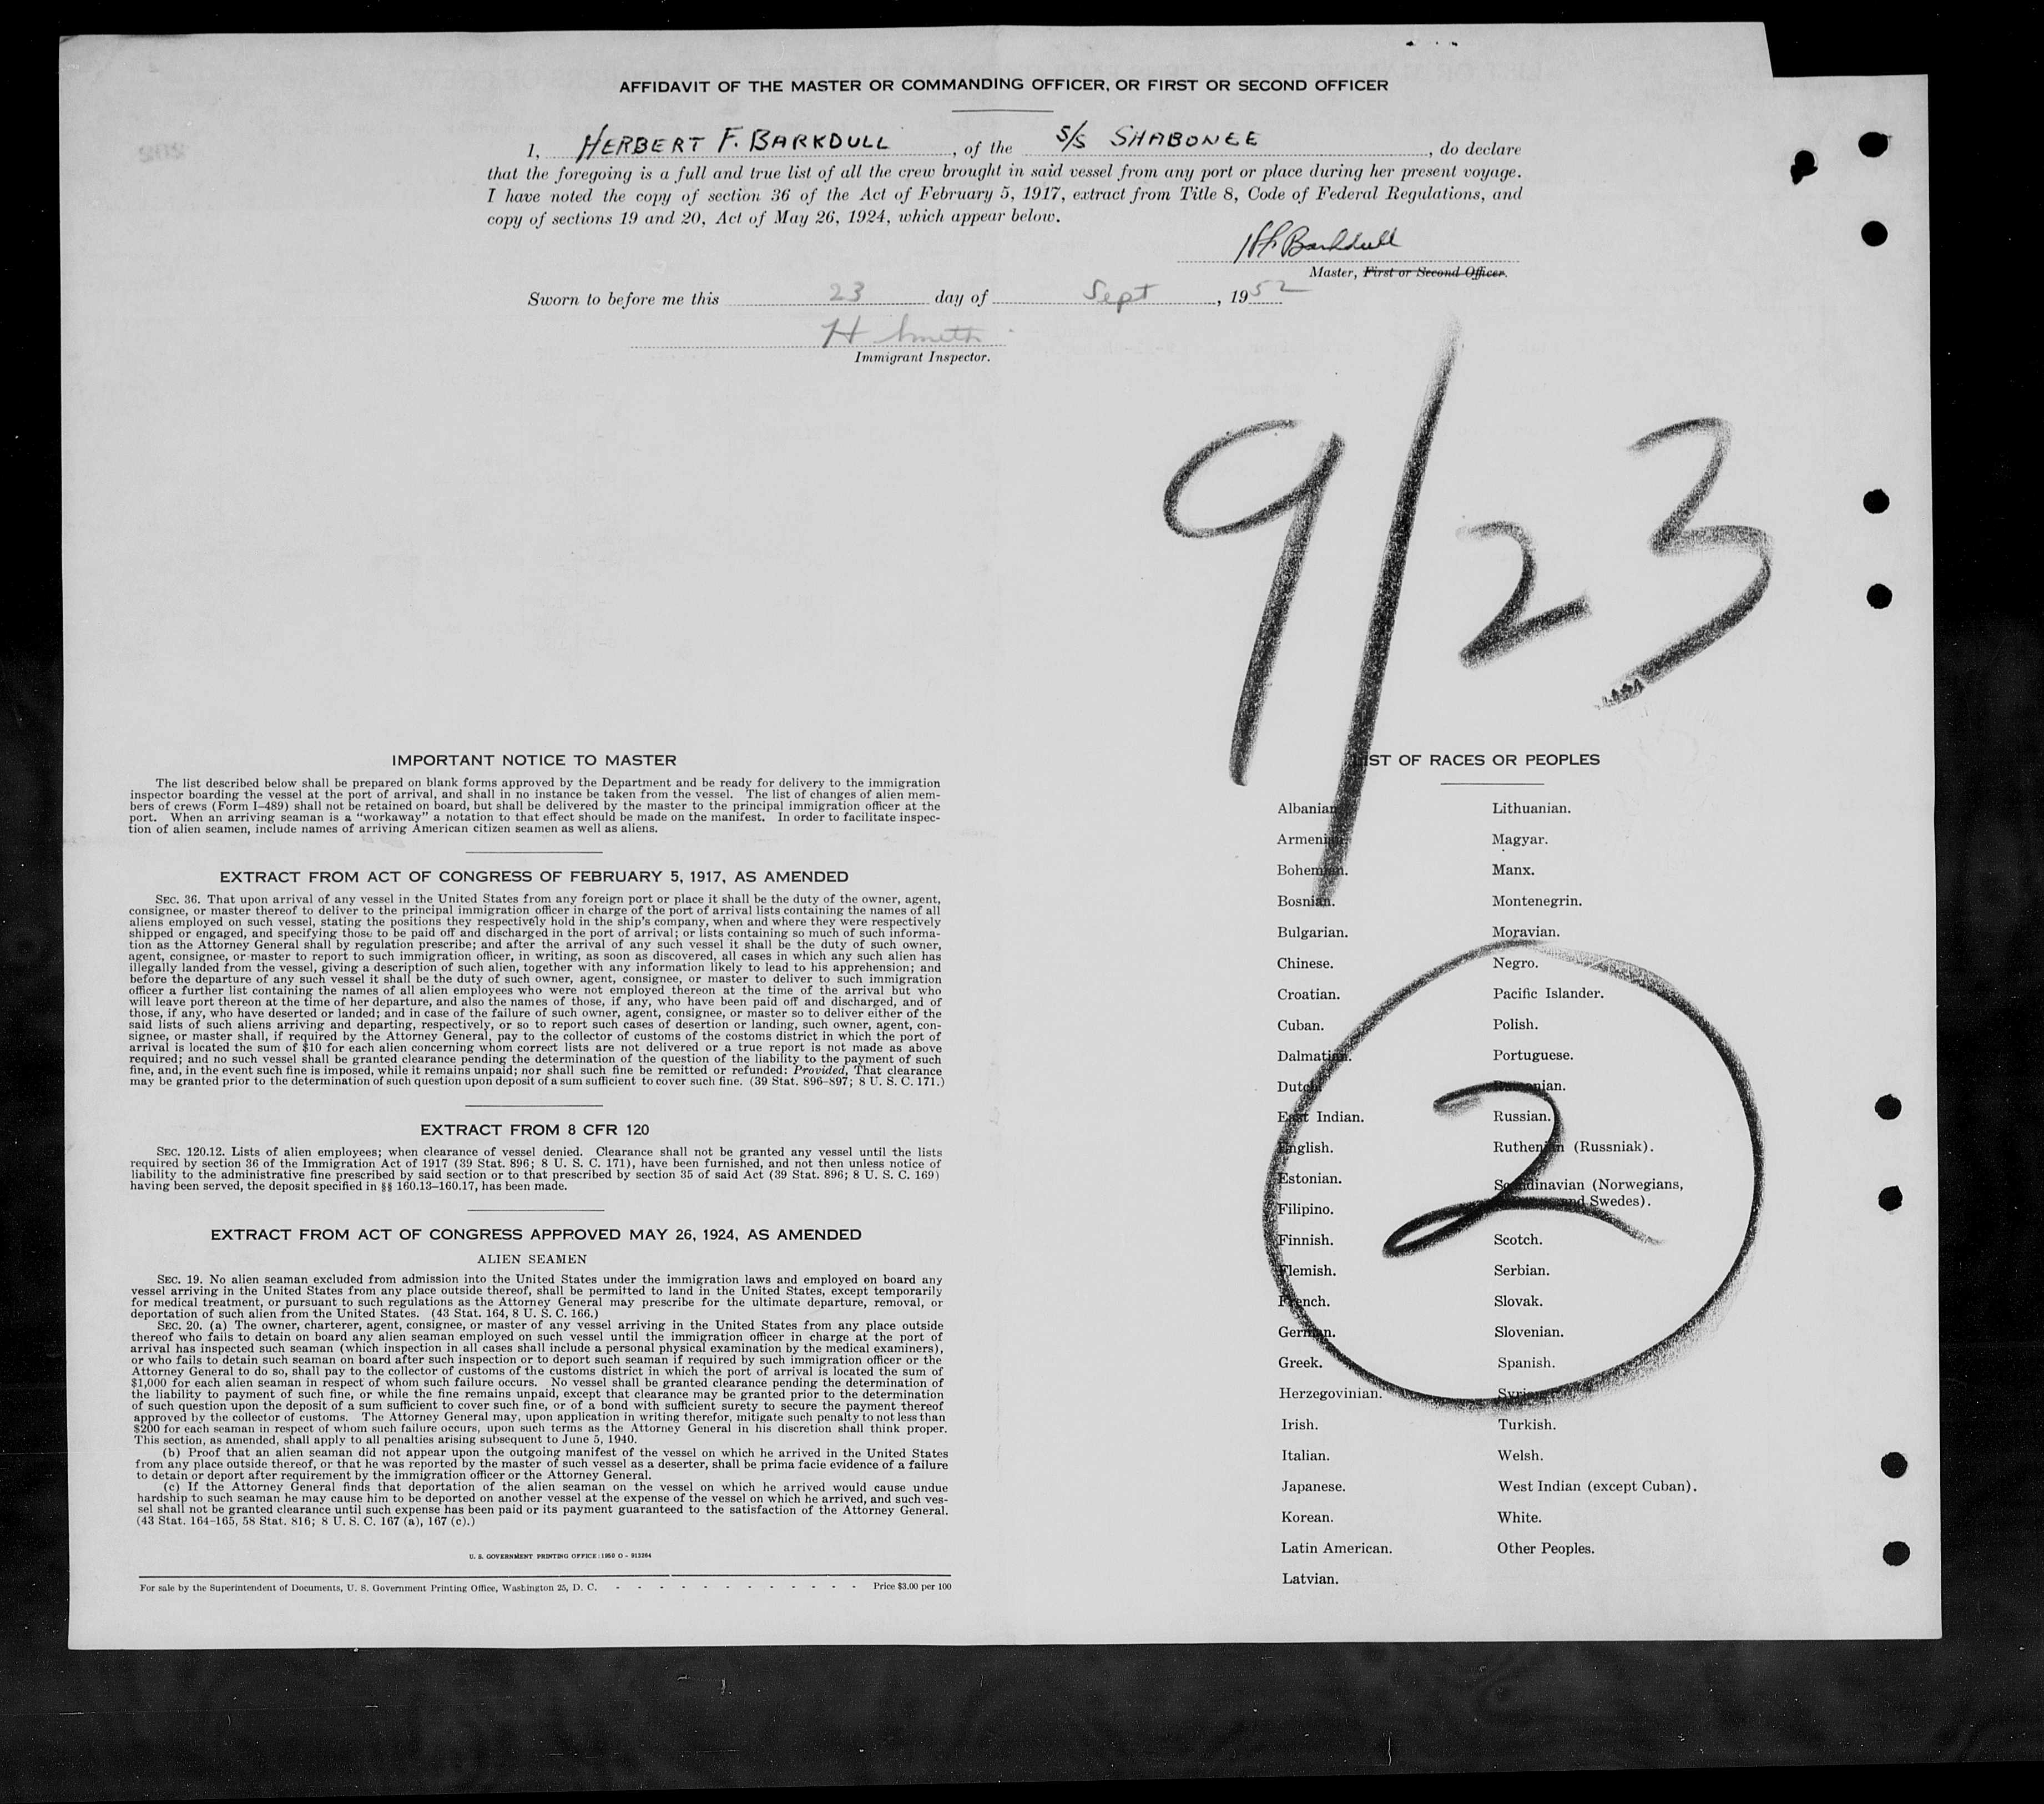 AFFIDAVIT OF THE MASTER OR COMMANDING OFFICER, OR FIRST OR SECOND OFFICER
I, HERBERT F. BARKDULL, of the S/S SHABONEE, do declare
that the foregoing is a full and true list of all the crew brought in said vessel from any port or place during her present voyage.
I have noted the copy of section 36 of the Act of February 5, 1917, extract from Title 8, Code of Federal Regulations, and
copy of sections 19 and 20, Act of May 26, 1924, which appear below.
H F Barkdull
Master, First or Second Officer.
Sworn to before me this 23 day of Sept, 1952
H Smith
Immigrant Inspector.
9/23
IMPORTANT NOTICE TO MASTER
The list described below shall be prepared on blank forms approved by the Department and be ready for delivery to the immigration
inspector boarding the vessel at the port of arrival, and shall in no instance be taken from the vessel. The list of changes of alien mem-
bers of crews (Form I–489) shall not be retained on board, but shall be delivered by the master to the principal immigration officer at the
port. When an arriving seaman is a "workaway" a notation to that effect should be made on the manifest. In order to facilitate inspec-
tion of alien seamen, include names of arriving American citizen seamen as well as aliens.
EXTRACT FROM ACT OF CONGRESS OF FEBRUARY 5, 1917, AS AMENDED
SEC. 36. That upon arrival of any vessel in the United States from any foreign port or place it shall be the duty of the owner, agent,
consignee, or master thereof to deliver to the principal immigration officer in charge of the port of arrival lists containing the names of all
aliens employed on such vessel, stating the positions they respectively hold in the ship's company, when and where they were respectively
shipped or engaged, and specifying those to be paid off and discharged in the port of arrival; or lists containing so much of such informa-
tion as the Attorney General shall by regulation prescribe; and after the arrival of any such vessel it shall be the duty of such owner,
agent, consignee, or master to report to such immigration officer, in writing, as soon as discovered, all cases in which any such alien has
illegally landed from the vessel, giving a description of such alien, together with any information likely to lead to his apprehension; and
before the departure of any such vessel it shall be the duty of such owner, agent, consignee, or master to deliver to such immigration
officer a further list containing the names of all alien employees who were not employed thereon at the time of the arrival but who
will leave port thereon at the time of her departure, and also the names of those, if any, who have been paid off and discharged, and of
those, if any, who have deserted or landed; and in case of the failure of such owner, agent, consignee, or master so to deliver either of the
said lists of such aliens arriving and departing, respectively, or so to report such cases of desertion or landing, such owner, agent, con-
signee, or master shall, if required by the Attorney General, pay to the collector of customs of the costoms district in which the port of
arrival is located the sum of $10 for each alien concerning whom correct lists are not delivered or a true report is not made as above
required; and no such vessel shall be granted clearance pending the determination of the question of the liability to the payment of such
fine, and, in the event such fine is imposed, while it remains unpaid; nor shall such fine be remitted or refunded: Provided, That clearance
may be granted prior to the determination of such question upon deposit of a sum sufficient to cover such fine. (39 Stat. 896–897; 8 U. S. C. 171.)
EXTRACT FROM 8 CFR 120
SEC. 120.12. Lists of alien employees; when clearance of vessel denied. Clearance shall not be granted any vessel until the lists
required by section 36 of the Immigration Act of 1917 (39 Stat. 896; 8 U. S. C. 171), have been furnished, and not then unless notice of
liability to the administrative fine prescribed by said section or to that prescribed by section 35 of said Act (39 Stat. 896; 8 U. S. C. 169)
having been served, the deposit specified in §§ 160.13–160.17, has been made.
EXTRACT FROM ACT OF CONGRESS APPROVED MAY 26, 1924, AS AMENDED
ALIEN SEAMEN
SEC. 19. No alien seaman excluded from admission into the United States under the immigration laws and employed on board any
vessel arriving in the United States from any place outside thereof, shall be permitted to land in the United States, except temporarily
for medical treatment, or pursuant to such regulations as the Attorney General may prescribe for the ultimate departure, removal, or
deportation of such alien from the United States. (43 Stat. 164, 8 U. S. C. 166.)
SEC. 20. (a) The owner, charterer, agent, consignee, or master of any vessel arriving in the United States from any place outside
thereof who fails to detain on board any alien seaman employed on such vessel until the immigration officer in charge at the port of
arrival has inspected such seaman (which inspection in all cases shall include a personal physical examination by the medical examiners),
or who fails to detain such seaman on board after such inspection or to deport such seaman if required by such immigration officer or the
Attorney General to do so, shall pay to the collector of customs of the customs district in which the port of arrival is located the sum of
$1,000 for each alien seaman in respect of whom such failure occurs. No vessel shall be granted clearance pending the determination of
the liability to payment of such fine, or while the fine remains unpaid, except that clearance may be granted prior to the determination
of such question upon the deposit of a sum sufficient to cover such fine, or of a bond with sufficient surety to secure the payment thereof
approved by the collector of customs. The Attorney General may, upon application in writing therefor, mitigate such penalty to not less than
$200 for each seaman in respect of whom such failure occurs, upon such terms as the Attorney General in his discretion shall think proper.
This section, as amended, shall apply to all penalties arising subsequent to June 5, 1940.
(b) Proof that an alien seaman did not appear upon the outgoing manifest of the vessel on which he arrived in the United States
from any place outside thereof, or that he was reported by the master of such vessel as a deserter, shall be prima facie evidence of a failure
to detain or deport after requirement by the immigration officer or the Attorney General.
(c) If the Attorney General finds that deportation of the alien seaman on the vessel on which he arrived would cause undue
hardship to such seaman he may cause him to be deported on another vessel at the expense of the vessel on which he arrived, and such ves-
sel shall not be granted clearance until such expense has been paid or its payment guaranteed to the satisfaction of the Attorney General.
(43 Stat. 164–165, 58 Stat. 816; 8 U. S. C. 167 (a), 167 (c).)
U. S. GOVERNMENT PRINTING OFFICE: 1950 O - 913264
For sale by the Superintendent of Documents, U. S. Government Printing Office, Washington 25, D. C. - - - - - - - - - - - - Price $3.00 per 100
LIST OF RACES OR PEOPLES
Albanian.
Armenian.
Bohemian.
Bosnian.
Bulgarian.
Chinese.
Croatian.
Cuban.
Dalmatian.
Dutch.
East Indian.
English.
Estonian.
Filipino.
Finnish.
Flemish.
French.
German.
Greek.
Herzegovinian.
Irish.
Italian.
Japanese.
Korean.
Latin American.
Latvian.
Lithuanian.
Magyar.
Manx.
Montenegrin.
Moravian.
Negro.
Pacific Islander.
Polish.
Portuguese.
Rumanian.
Russian.
Ruthenian (Russniak).
Scandinavian (Norwegians,
and Swedes).
Scotch.
Serbian.
Slovak.
Slovenian.
Spanish.
Syrian.
Turkish.
Welsh.
West Indian (except Cuban).
White.
Other Peoples.
2